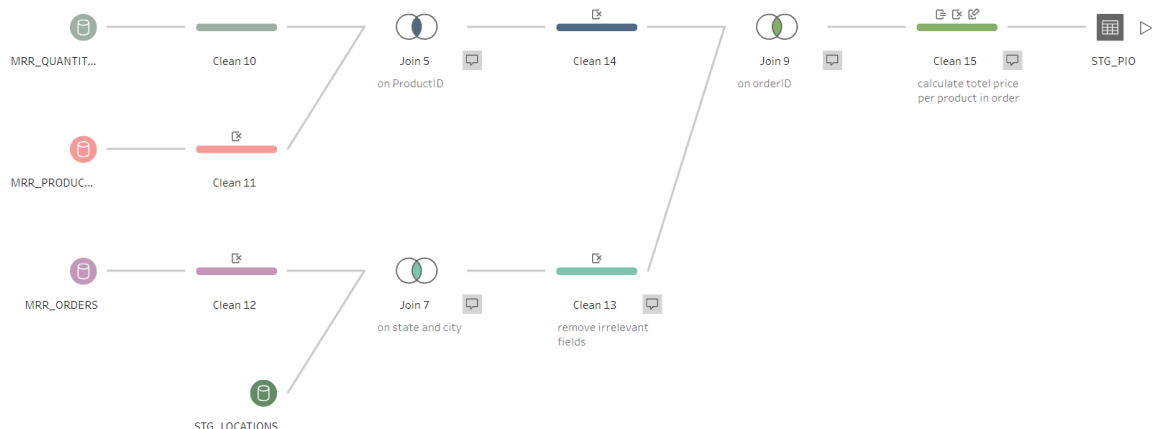 MRR_QUANTIT...
Clean 10
Join 5
on ProductID
Clean 14
Join 9
on orderID
Clean 15
calculate totel price
per product in order
STG_PIO
MRR_PRODUC...
Clean 11
MRR_ORDERS
Clean 12
Join 7
on state and city
Clean 13
remove irrelevant
fields
STG_LOCATIONS